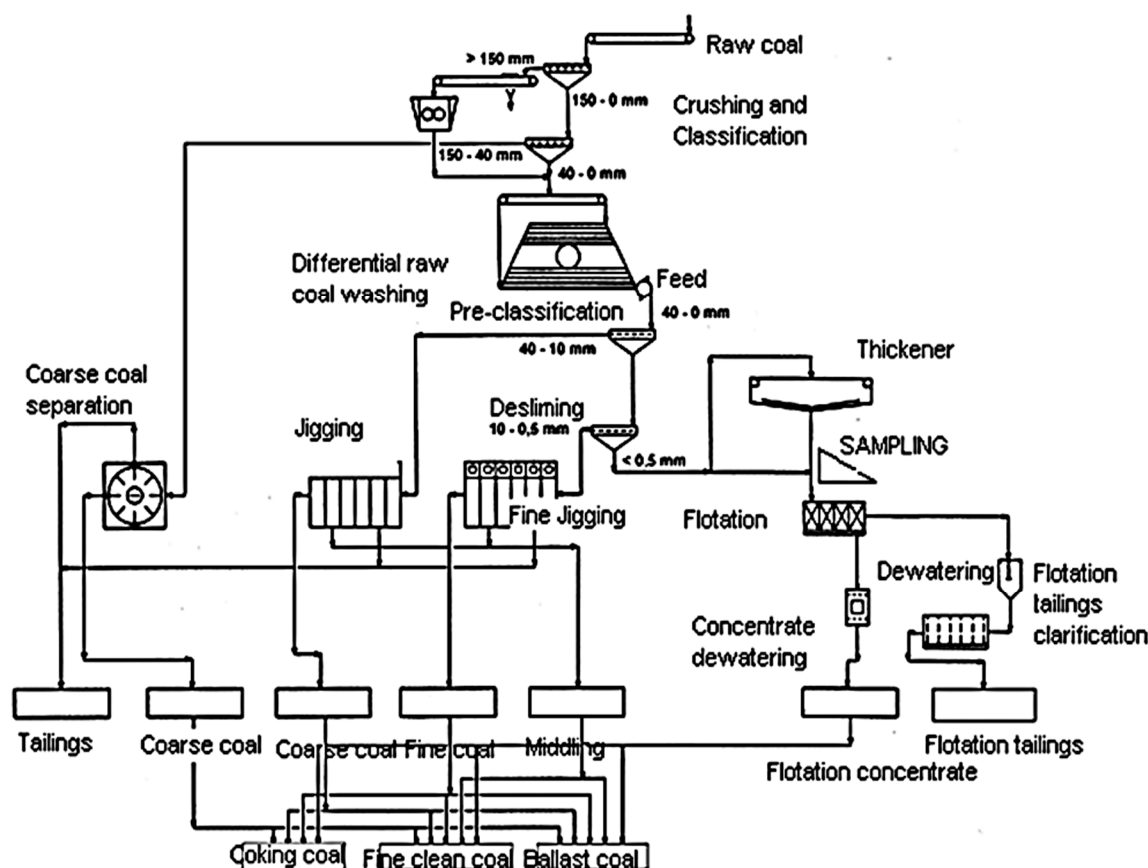 Raw coal
> 150 mm
150 - 0 mm
Crushing and
Classification
150 - 40 mm
40 - 0 mm
Differential raw
coal washing
Feed
Pre-classification
40 - 0 mm
40 - 10 mm
Thickener
Coarse coal
separation
Desliming
10 - 0,5 mm
Jigging
< 0,5 mm
SAMPLING
Fine Jigging
Flotation
Dewatering
Flotation
tailings
clarification
Concentrate
dewatering
Tailings
Coarse coal
Coarse coal
Fine coal
Middling
Flotation concentrate
Flotation tailings
Coking coal
Fine clean coal
Ballast coal